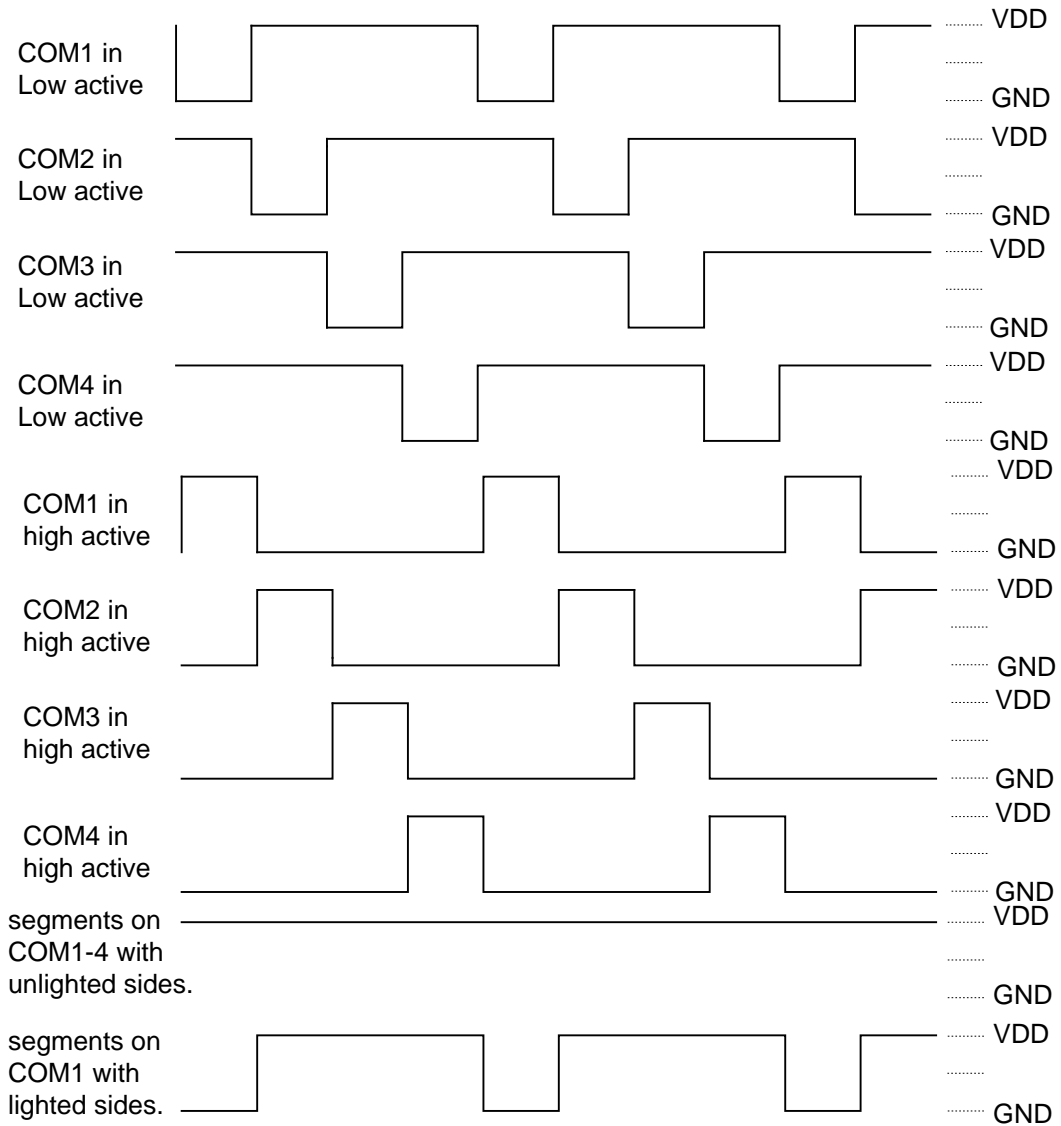 VDD
COM1 in
Low active
GND
VDD
COM2 in
Low active
GND
VDD
COM3 in
Low active
GND
VDD
COM4 in
Low active
GND
VDD
COM1 in
high active
GND
VDD
COM2 in
high active
GND
VDD
COM3 in
high active
GND
VDD
COM4 in
high active
GND
segments on
VDD
COM1-4 with
unlighted sides.
GND
segments on
VDD
COM1 with
lighted sides.
GND